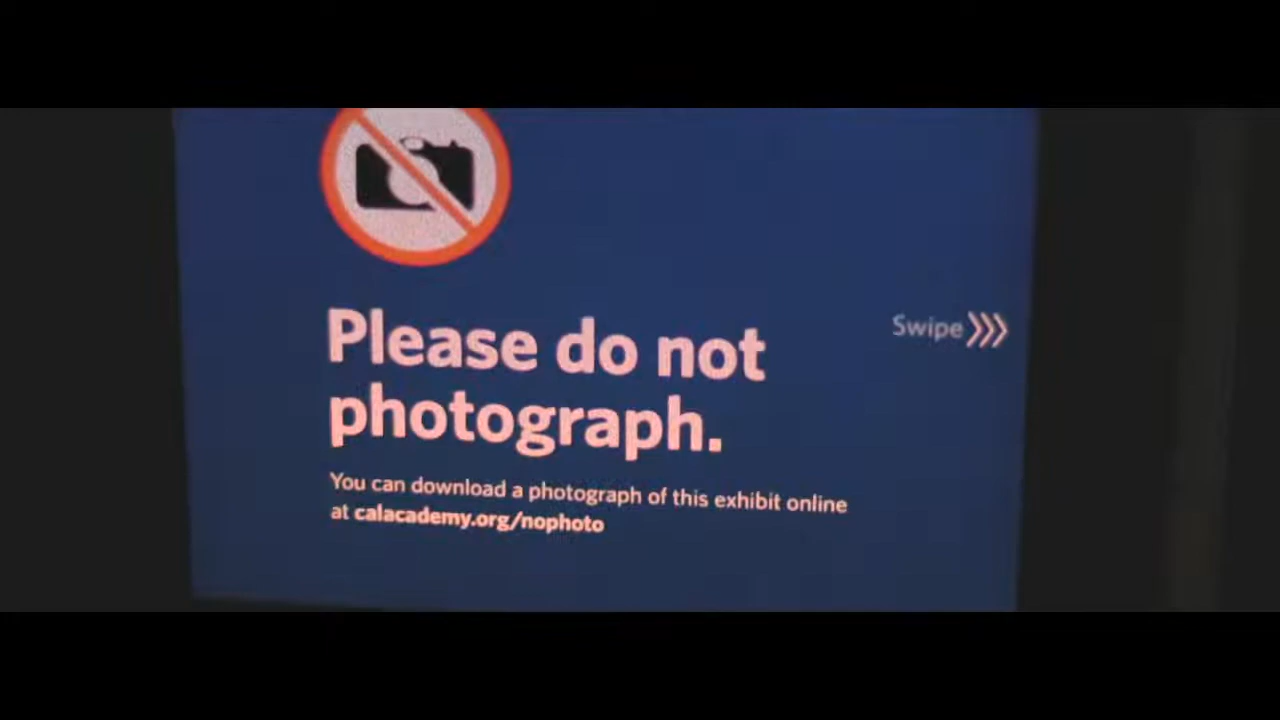 Please do not
photograph.
Swipe
You can download a photograph of this exhibit online
at calacademy.org/nophoto